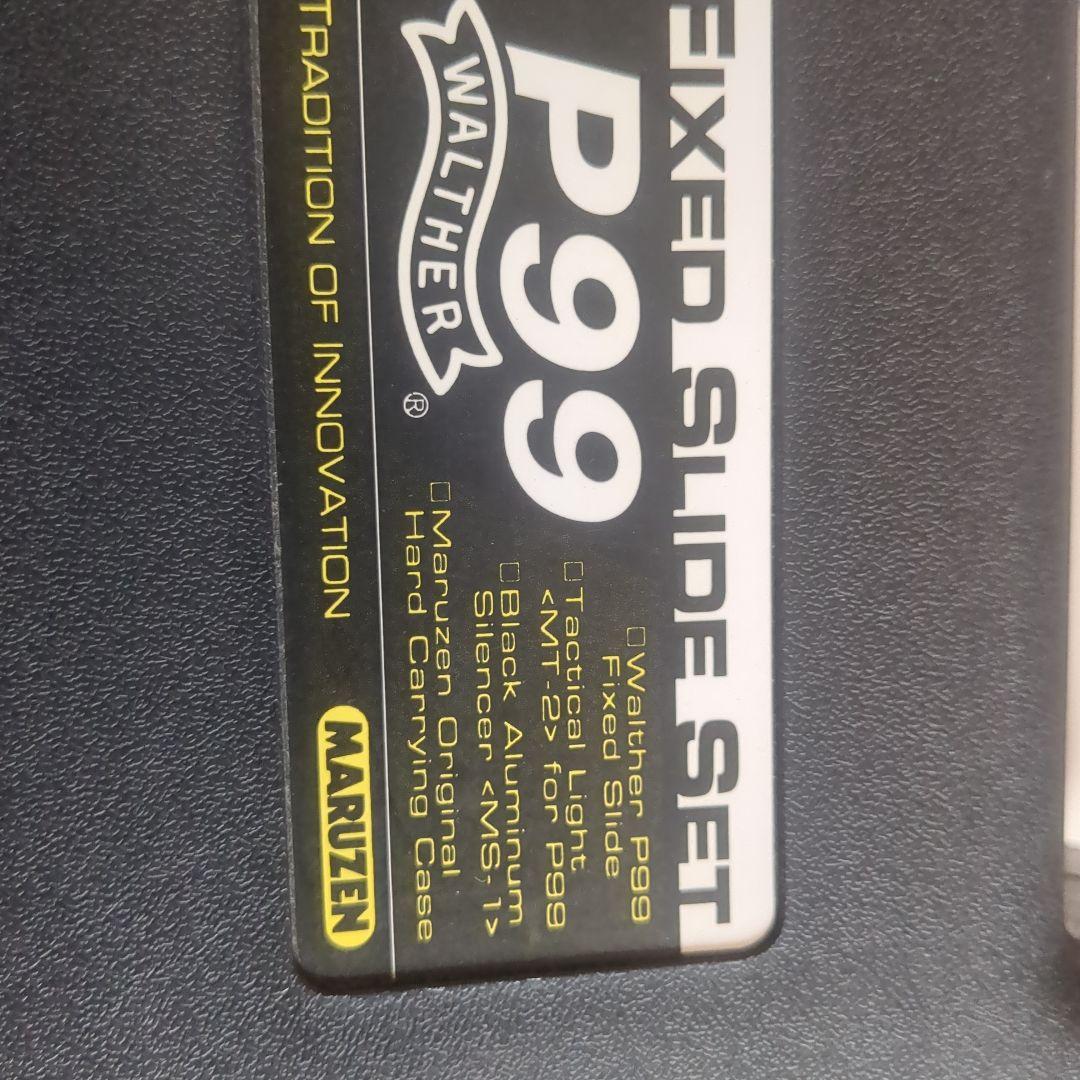 FIXED SLIDE SET
P99
WALTHER
®
□Walther P99
Fixed Slide
□Tactical Light
<MT-2> for P99
□Black Aluminum
Silencer <MS,1>
□Maruzen Original
Hard Carrying Case
TRADITION OF INNOVATION
MARUZEN